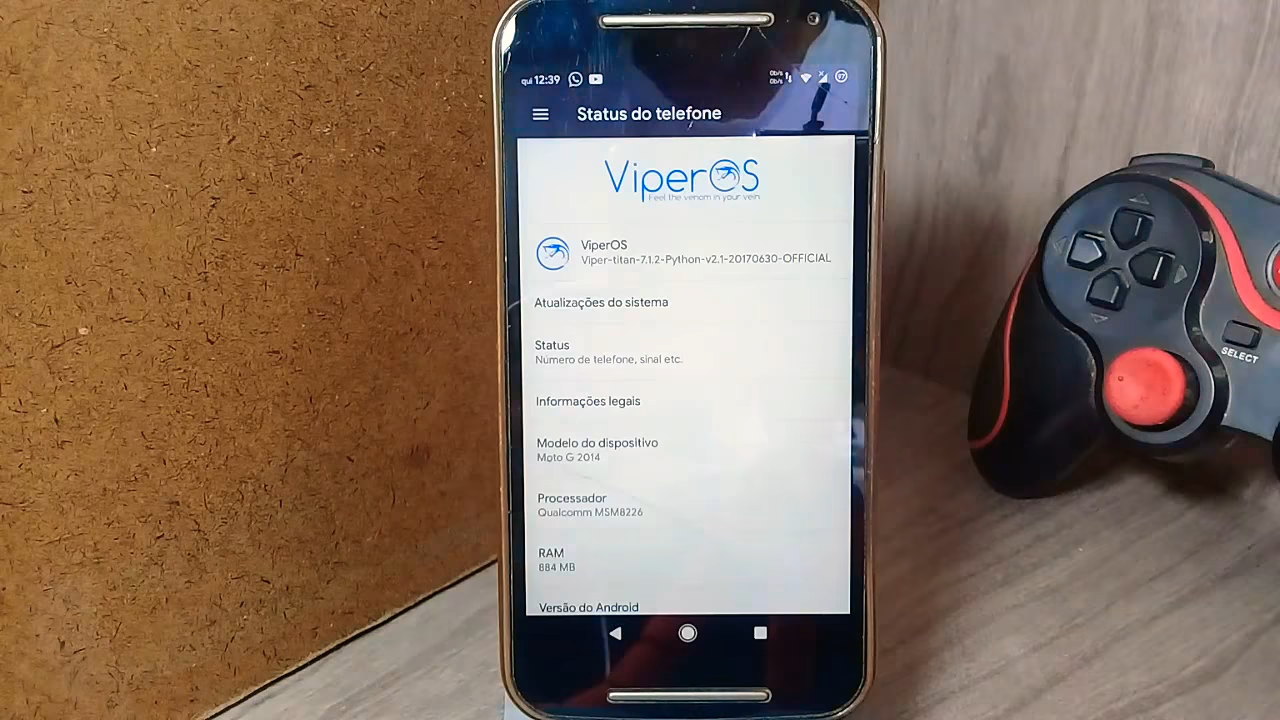 qui 12:39
0b/s
0b/s
Status do telefone
ViperOS
Feel the venom in your vein
ViperOS
Viper-titan-7.1.2-Python-v2.1-20170630-OFFICIAL
Atualizações do sistema
Status
Número de telefone, sinal etc.
Informações legais
Modelo do dispositivo
Moto G 2014
Processador
Qualcomm MSM8226
RAM
884 MB
Versão do Android
SELECT